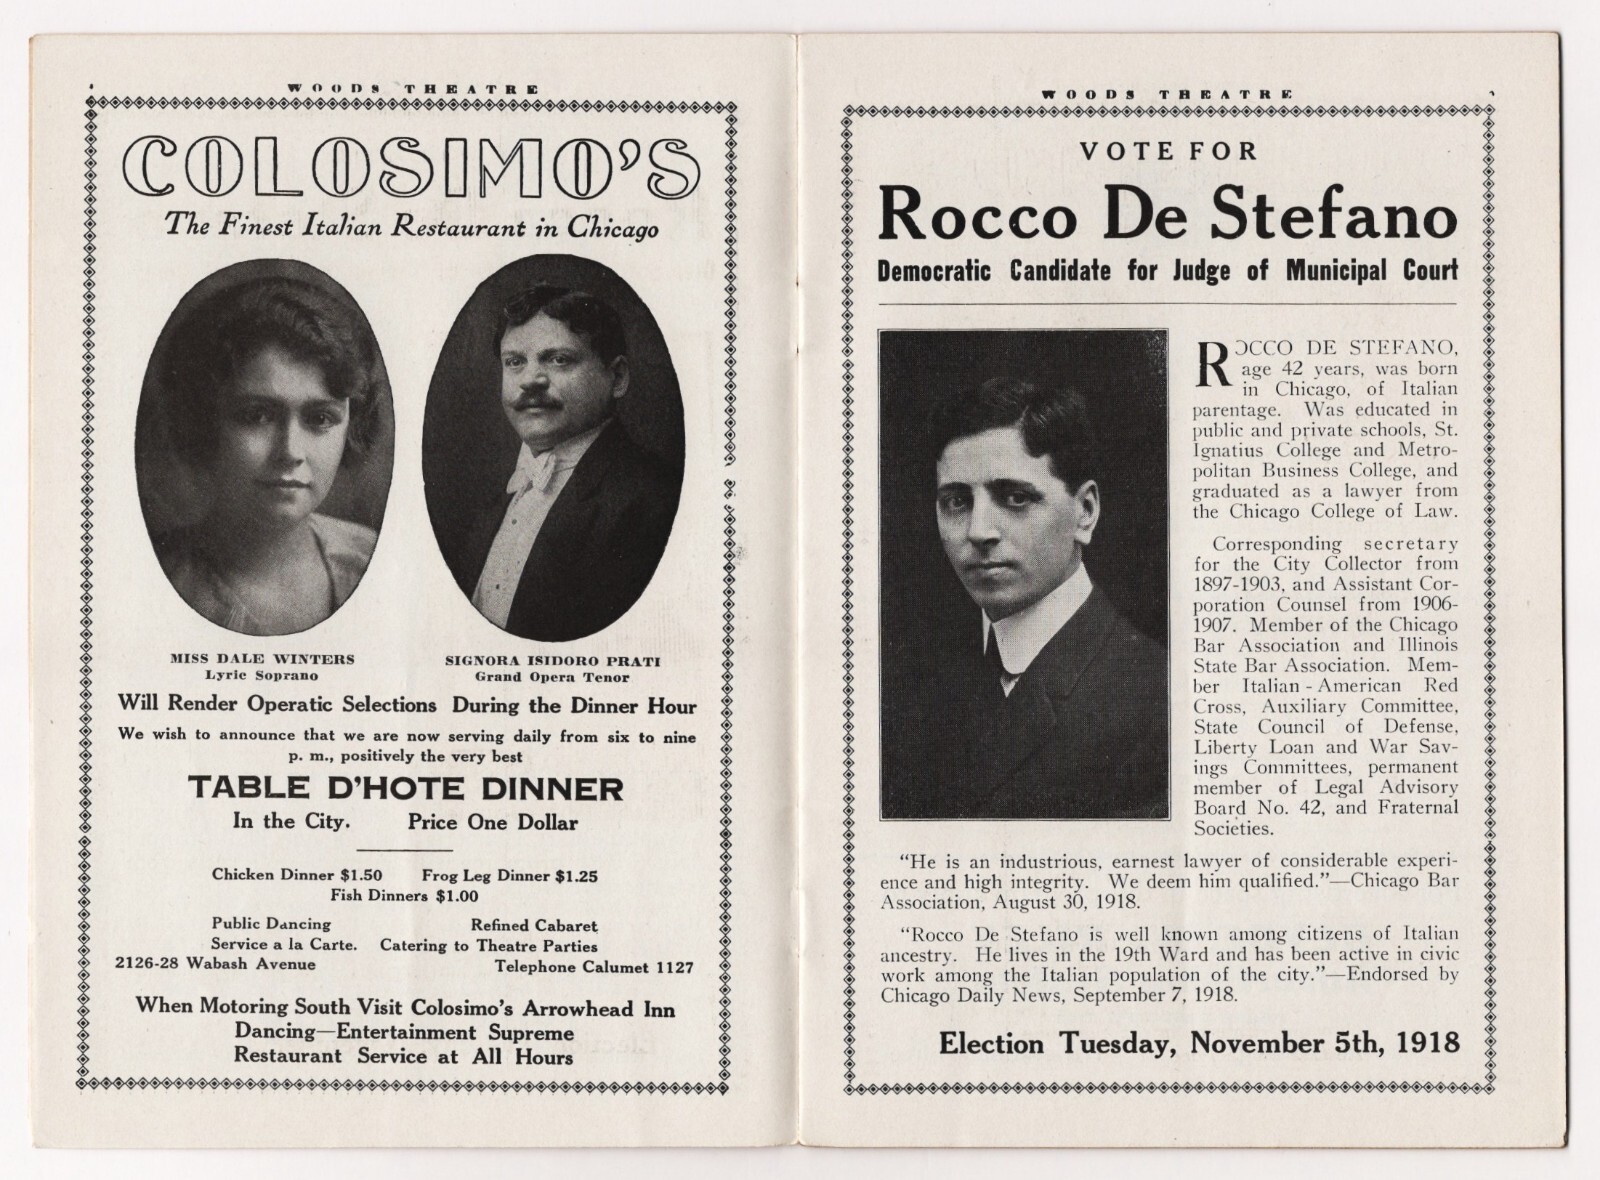 WOODS THEATRE
COLOSIMO'S
The Finest Italian Restaurant in Chicago
MISS DALE WINTERS
Lyric Soprano
SIGNORA ISIDORO PRATI
Grand Opera Tenor
Will Render Operatic Selections During the Dinner Hour
We wish to announce that we are now serving daily from six to nine
p. m., positively the very best
TABLE D'HOTE DINNER
In the City. Price One Dollar
Chicken Dinner $1.50 Frog Leg Dinner $1.25
Fish Dinners $1.00
Public Dancing Refined Cabaret
Service a la Carte. Catering to Theatre Parties
2126-28 Wabash Avenue Telephone Calumet 1127
When Motoring South Visit Colosimo's Arrowhead Inn
Dancing—Entertainment Supreme
Restaurant Service at All Hours
WOODS THEATRE
VOTE FOR
Rocco De Stefano
Democratic Candidate for Judge of Municipal Court
ROCCO DE STEFANO,
age 42 years, was born
in Chicago, of Italian
parentage. Was educated in
public and private schools, St.
Ignatius College and Metro-
politan Business College, and
graduated as a lawyer from
the Chicago College of Law.
Corresponding secretary
for the City Collector from
1897-1903, and Assistant Cor-
poration Counsel from 1906-
1907. Member of the Chicago
Bar Association and Illinois
State Bar Association. Mem-
ber Italian-American Red
Cross, Auxiliary Committee,
State Council of Defense,
Liberty Loan and War Sav-
ings Committees, permanent
member of Legal Advisory
Board No. 42, and Fraternal
Societies.
"He is an industrious, earnest lawyer of considerable experi-
ence and high integrity. We deem him qualified."—Chicago Bar
Association, August 30, 1918.
"Rocco De Stefano is well known among citizens of Italian
ancestry. He lives in the 19th Ward and has been active in civic
work among the Italian population of the city."—Endorsed by
Chicago Daily News, September 7, 1918.
Election Tuesday, November 5th, 1918